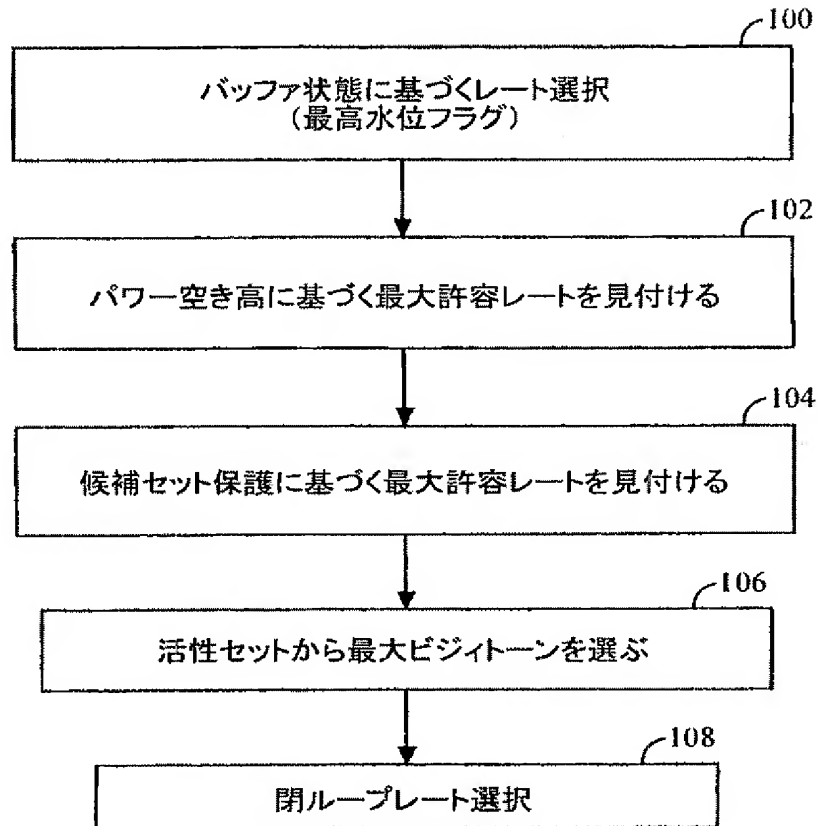 100
バッファ状態に基づくレート選択
(最高水位フラグ)
102
パワー空き高に基づく最大許容レートを見付ける
104
候補セット保護に基づく最大許容レートを見付ける
106
活性セットから最大ビジィトーンを選ぶ
108
閉ループレート選択